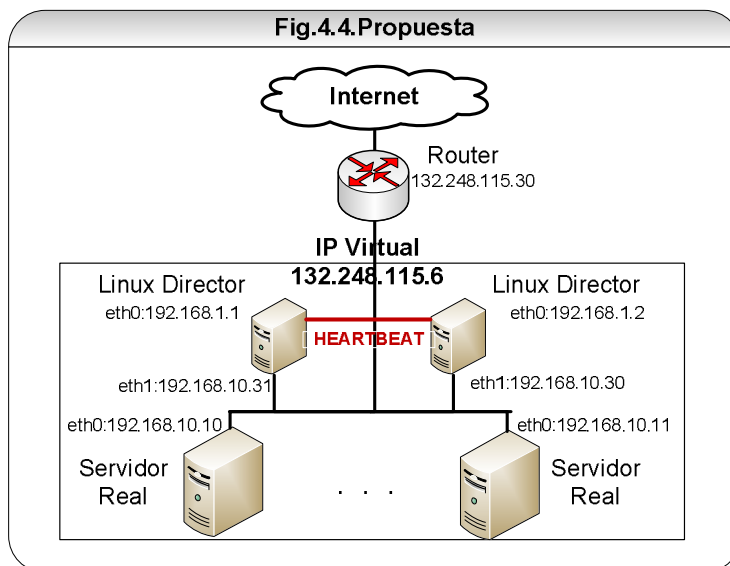 Fig.4.4.Propuesta
Internet
Router
132.248.115.30
IP Virtual
132.248.115.6
Linux Director
eth0:192.168.1.1
Linux Director
eth0:192.168.1.2
HEARTBEAT
eth1:192.168.10.31
eth1:192.168.10.30
eth0:192.168.10.10
eth0:192.168.10.11
Servidor
Real
. . .
Servidor
Real